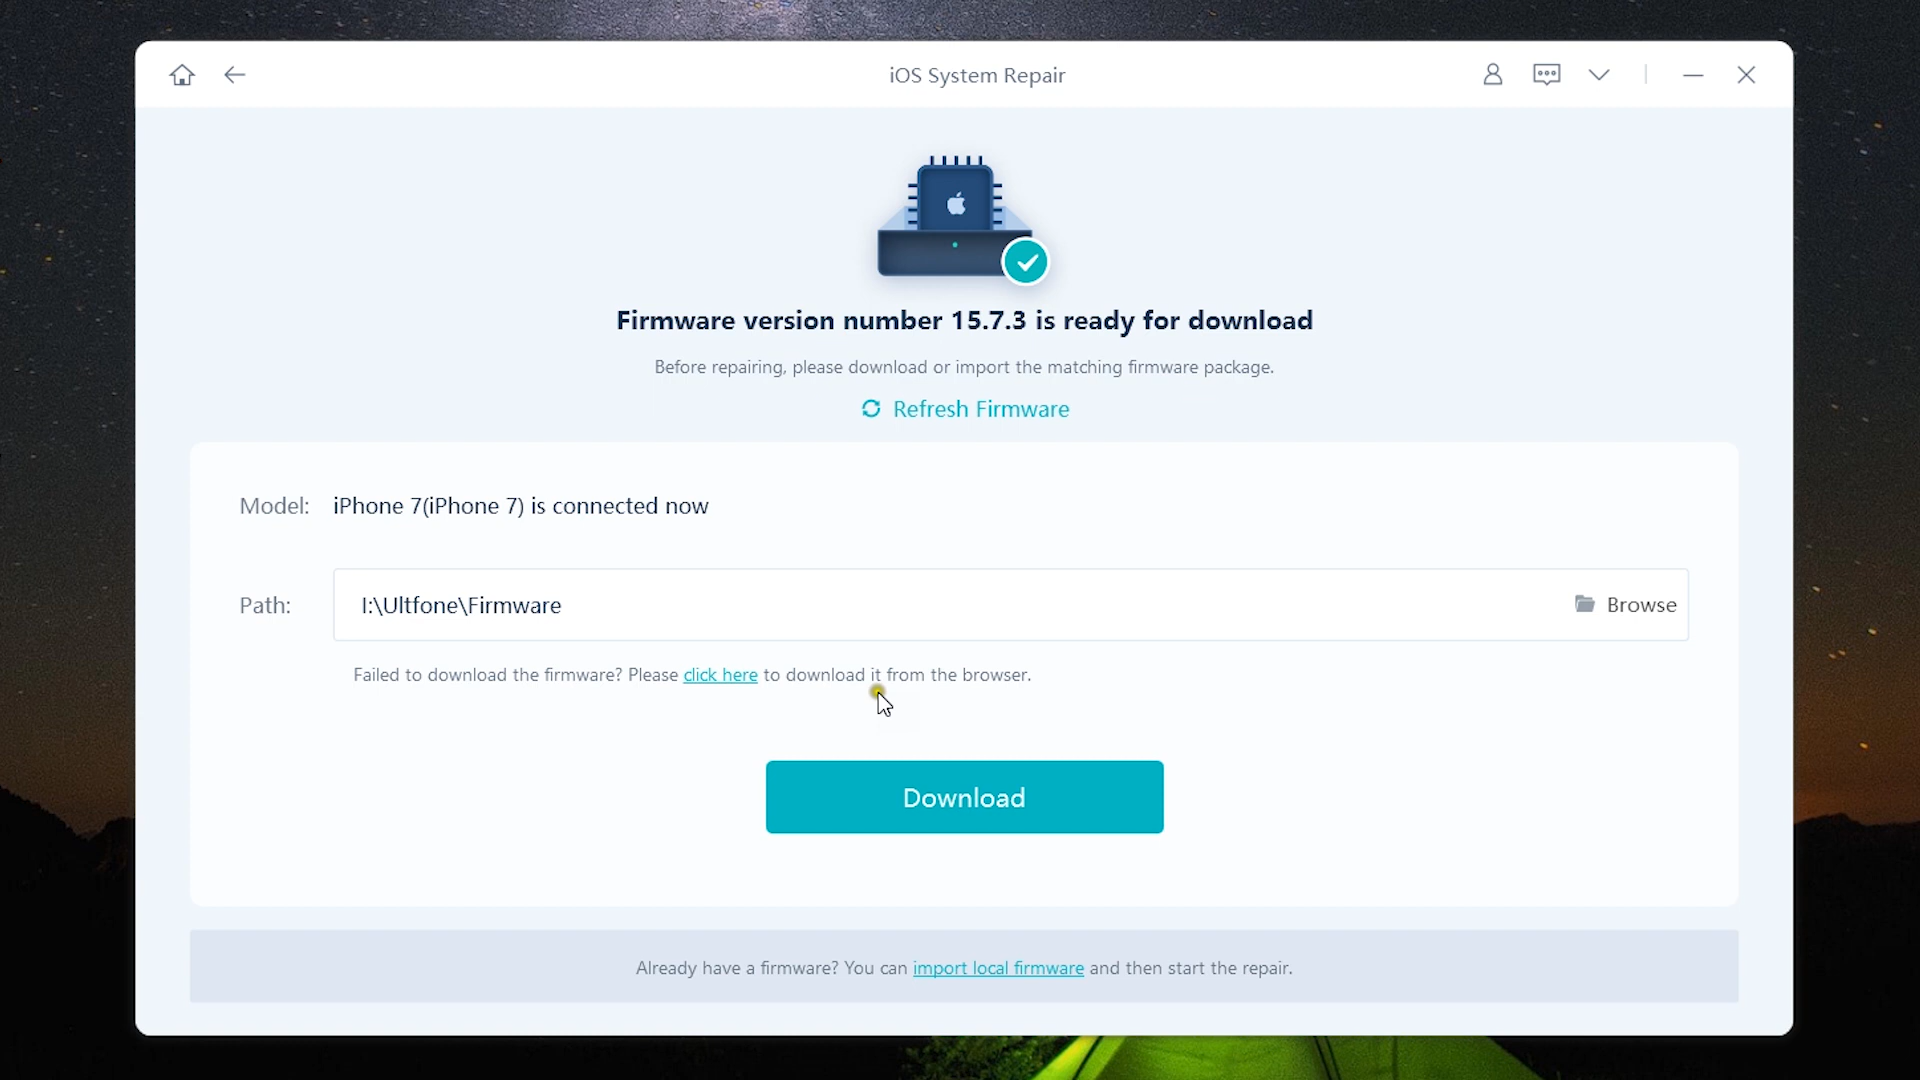 iOS System Repair
Firmware version number 15.7.3 is ready for download
Before repairing, please download or import the matching firmware package.
Refresh Firmware
Model: iPhone 7(iPhone 7) is connected now
Path: I:\Ultfone\Firmware Browse
Failed to download the firmware? Please click here to download it from the browser.
Download
Already have a firmware? You can import local firmware and then start the repair.